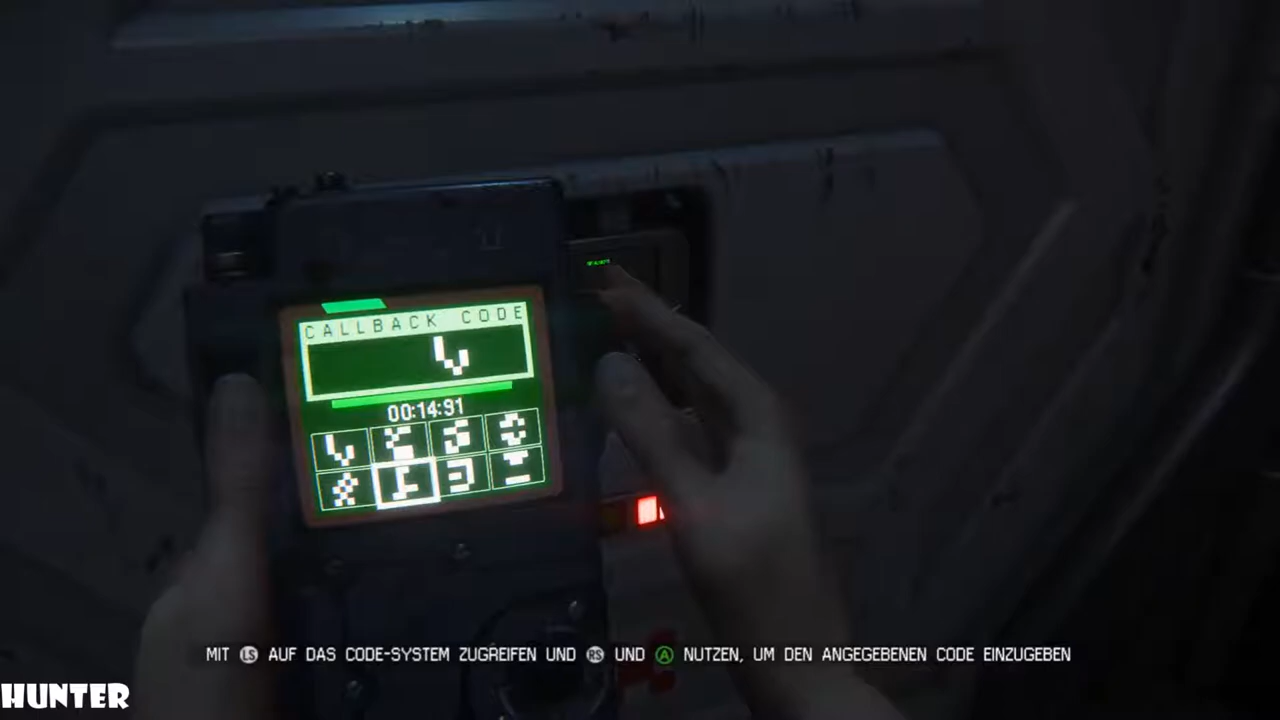 CALLBACK CODE
00:14:91
MIT LS AUF DAS CODE-SYSTEM ZUGREIFEN UND RS UND A NUTZEN, UM DEN ANGEGEBENEN CODE EINZUGEBEN
HUNTER